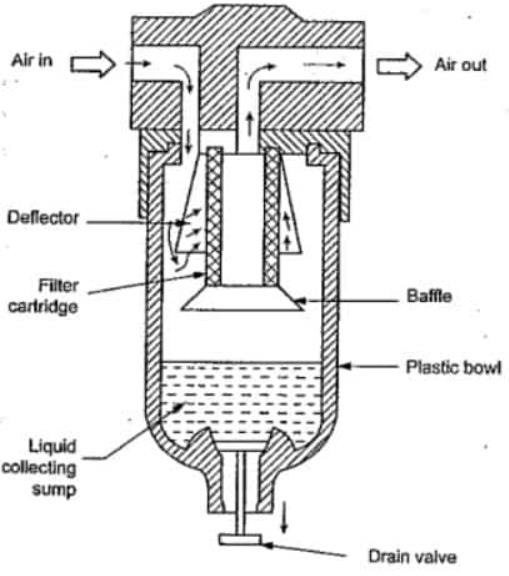 Air in
Air out
Deflector
Filter
cartridge
Baffle
Plastic bowl
Liquid
collecting
sump
Drain valve